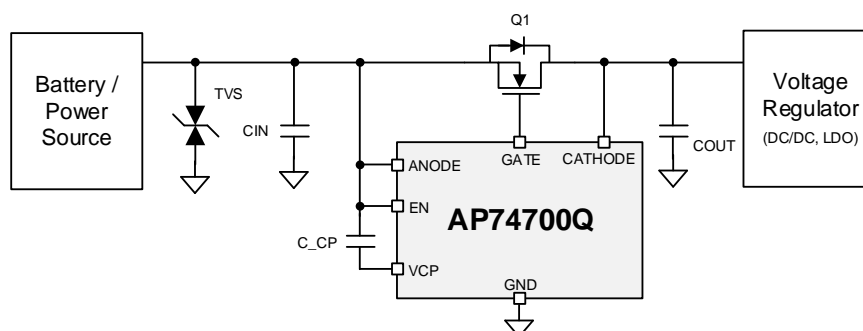 Q1
Battery /
Power
Source
TVS
CIN
Voltage
Regulator
(DC/DC, LDO)
COUT
GATE
CATHODE
ANODE
EN
AP74700Q
C_CP
VCP
GND